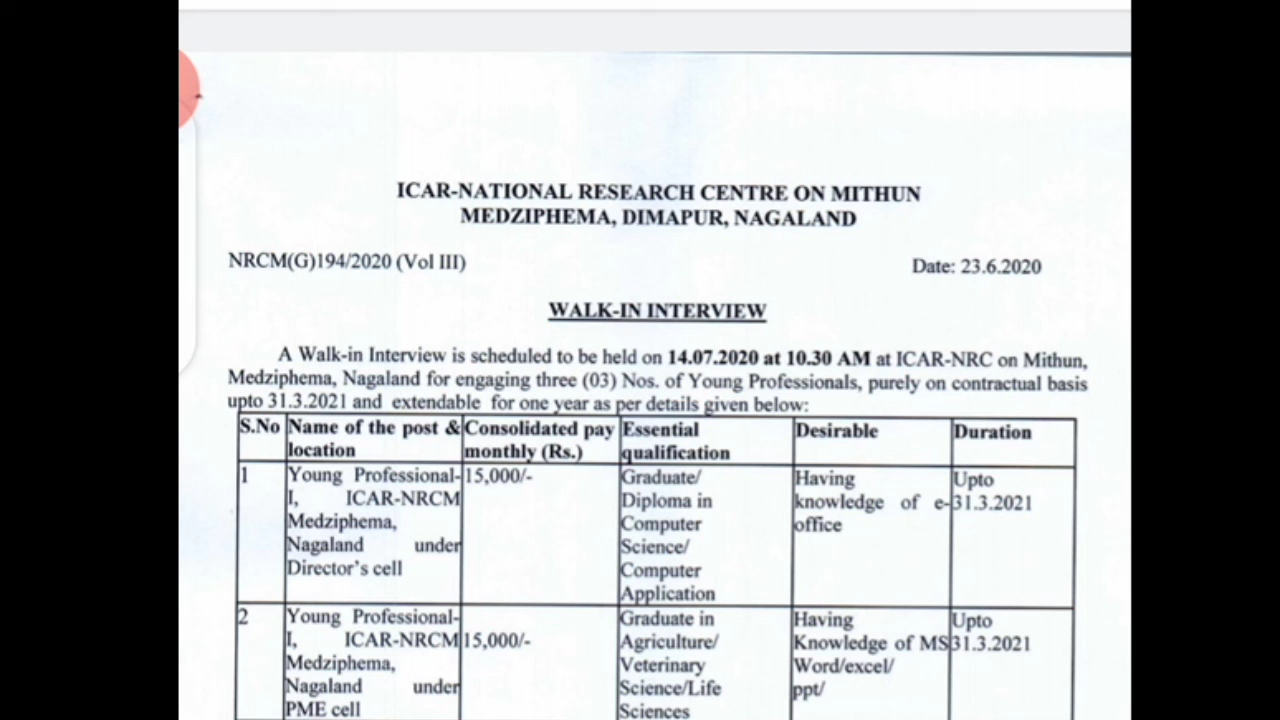 ICAR-NATIONAL RESEARCH CENTRE ON MITHUN
MEDZIPHEMA, DIMAPUR, NAGALAND
NRCM(G)194/2020 (Vol III)
Date: 23.6.2020
WALK-IN INTERVIEW
A Walk-in Interview is scheduled to be held on 14.07.2020 at 10.30 AM at ICAR-NRC on Mithun,
Medziphema, Nagaland for engaging three (03) Nos. of Young Professionals, purely on contractual basis
upto 31.3.2021 and extendable for one year as per details given below:
S.No
Name of the post &
location
Consolidated pay
monthly (Rs.)
Essential
qualification
Desirable
Duration
1
Young Professional-
I, ICAR-NRCM
Medziphema,
Nagaland under
Director's cell
15,000/-
Graduate/
Diploma in
Computer
Science/
Computer
Application
Having
knowledge of e-
office
Upto
31.3.2021
2
Young Professional-
I, ICAR-NRCM
Medziphema,
Nagaland under
PME cell
15,000/-
Graduate in
Agriculture/
Veterinary
Science/Life
Sciences
Having
Knowledge of MS
Word/excel/
ppt/
Upto
31.3.2021